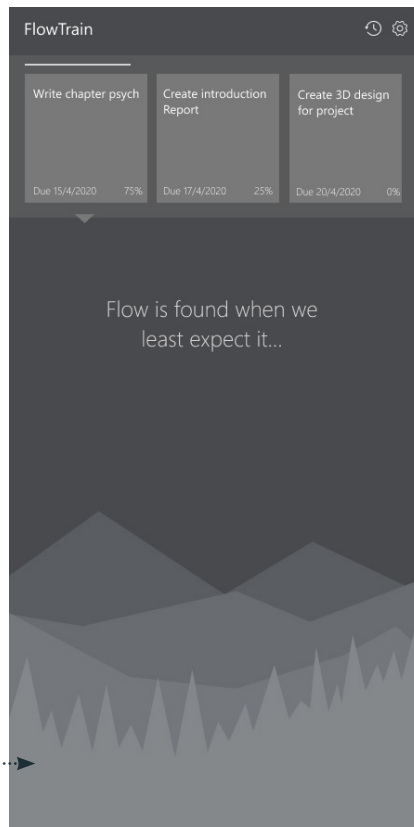 FlowTrain
Write chapter psych
Due 15/4/2020 75%
Create introduction
Report
Due 17/4/2020 25%
Create 3D design
for project
Due 20/4/2020 0%
Flow is found when we
least expect it...